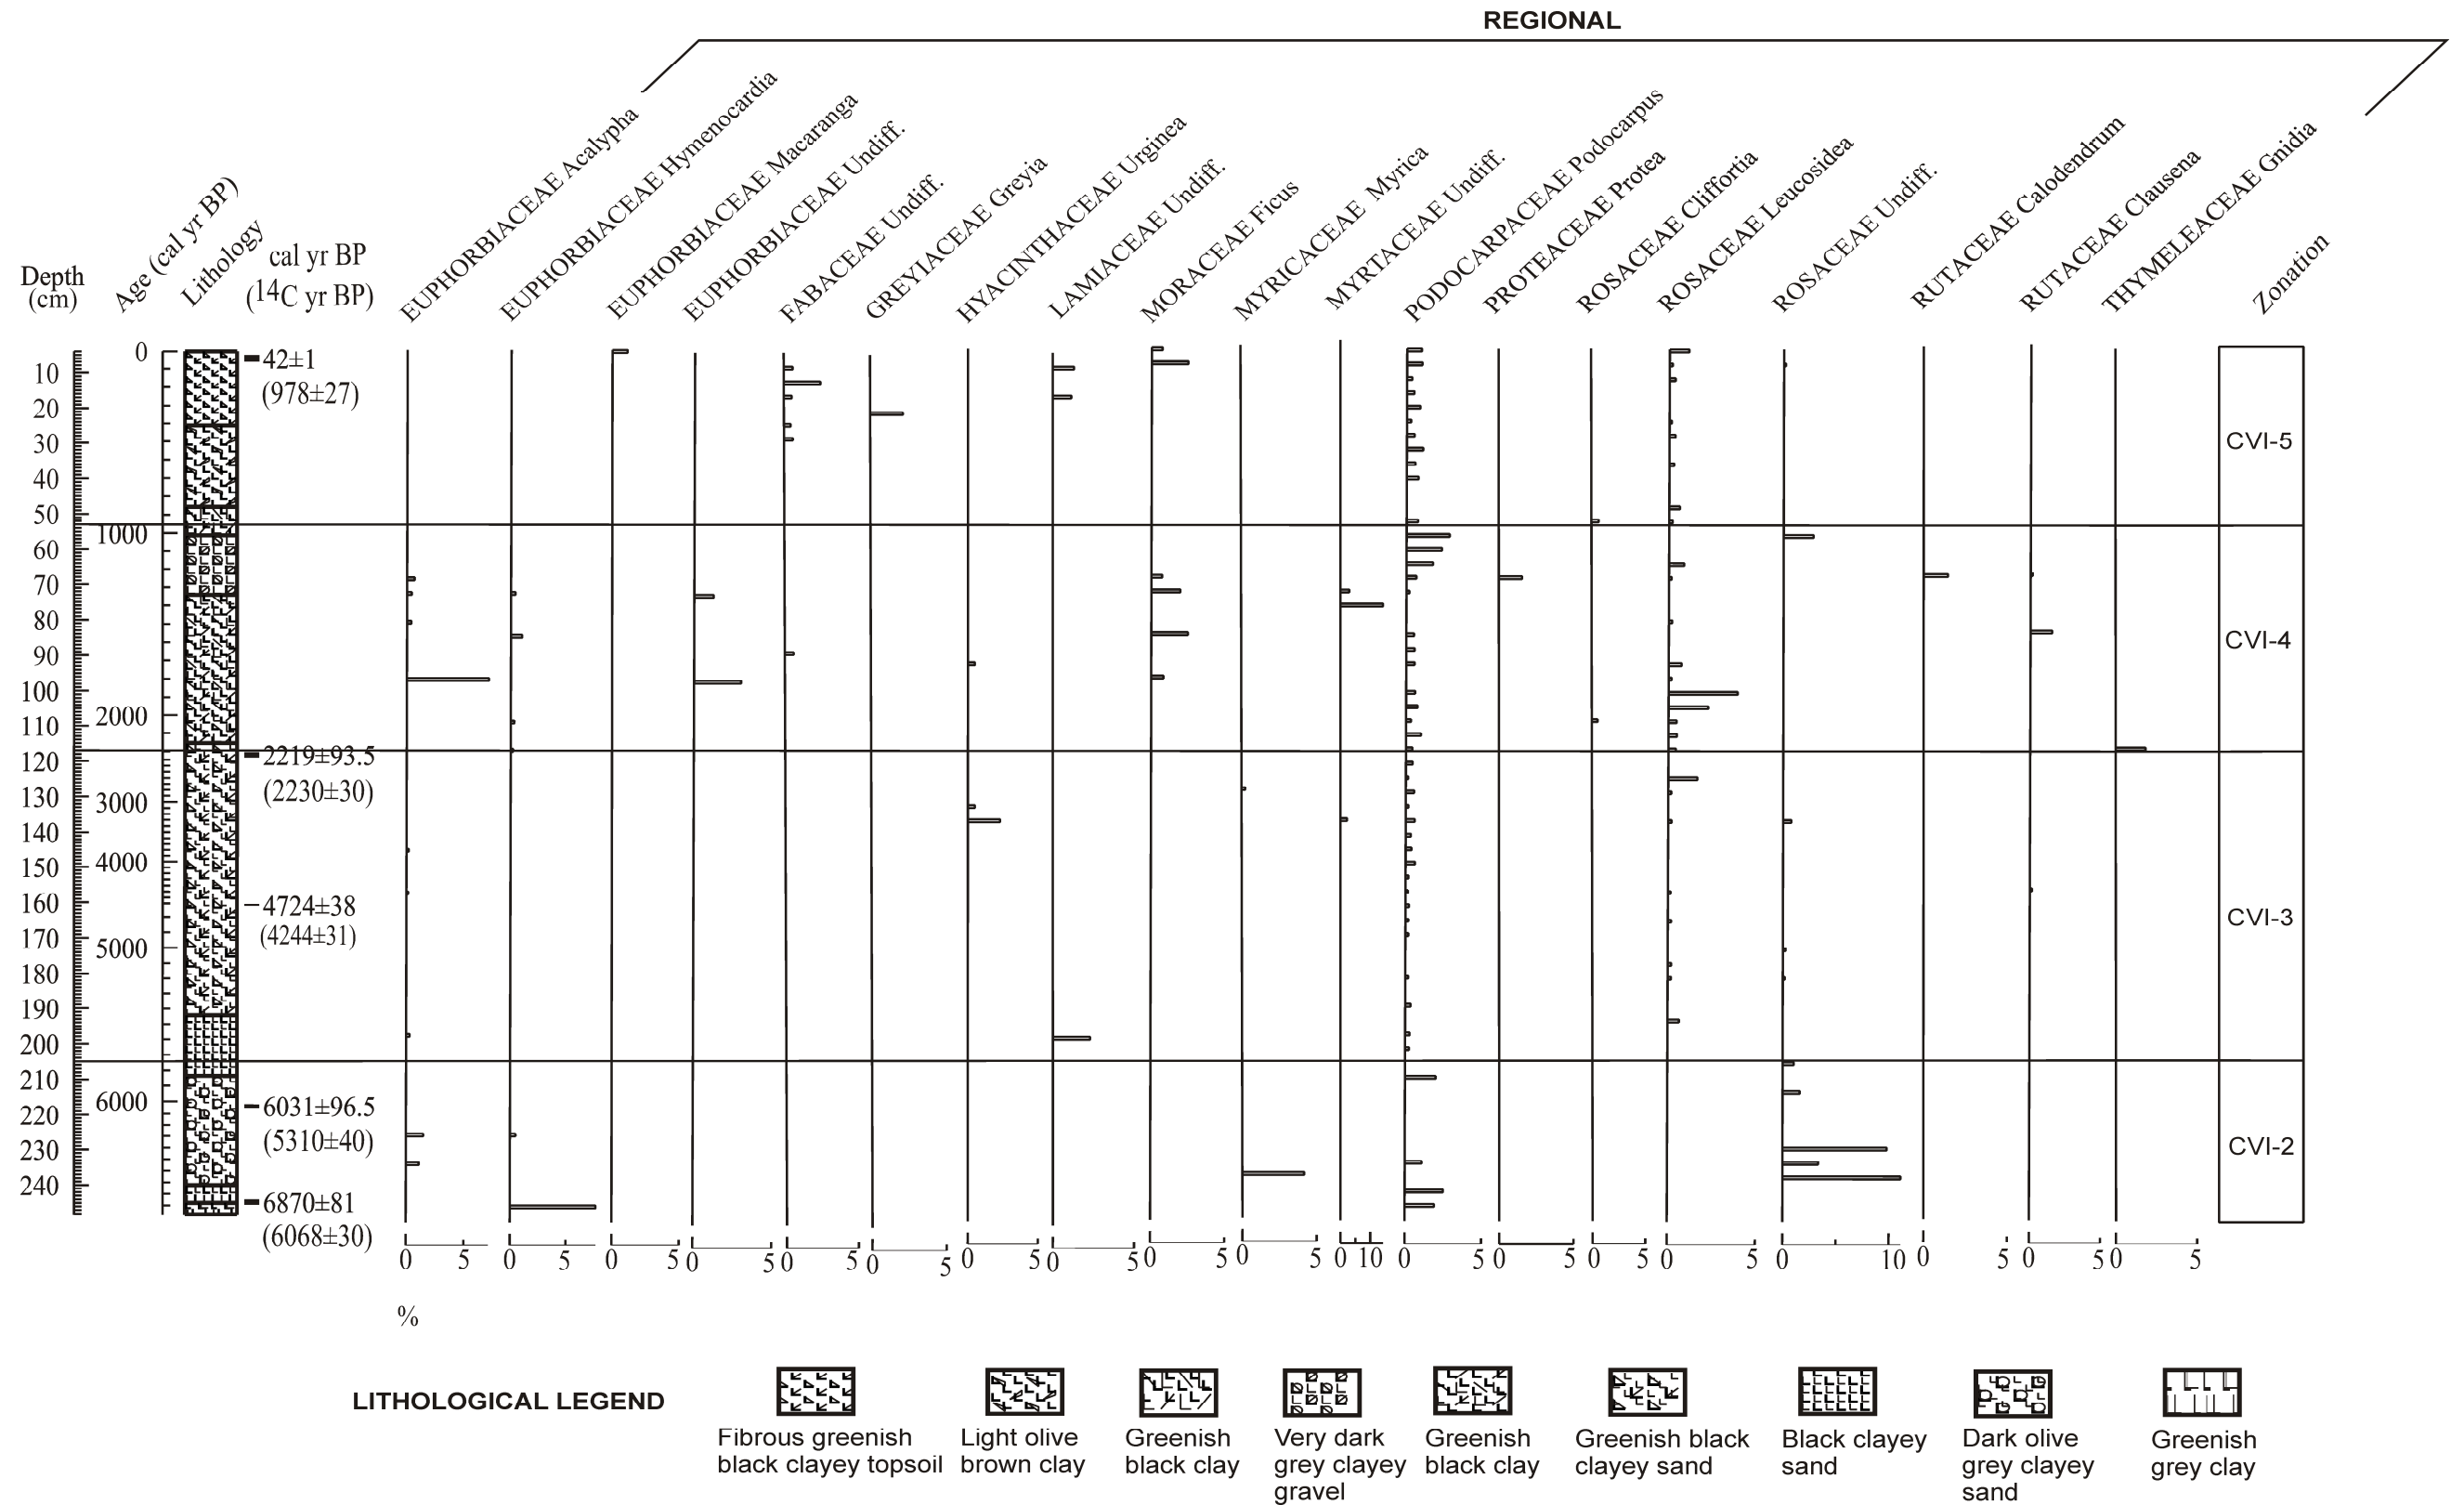 REGIONAL
Depth
(cm)
Age (cal yr BP)
Lithology
cal yr BP
(14C yr BP)
EUPHORBIACEAE Acalypha
EUPHORBIACEAE Hymenocardia
EUPHORBIACEAE Macaranga
EUPHORBIACEAE Undiff.
FABACEAE Undiff.
GREYIACEAE Greyia
HYACINTHACEAE Urginea
LAMIACEAE Undiff.
MORACEAE Ficus
MYRICACEAE Myrica
MYRTACEAE Undiff.
PODOCARPACEAE Podocarpus
PROTEACEAE Protea
ROSACEAE Cliffortia
ROSACEAE Leucosidea
ROSACEAE Undiff.
RUTACEAE Calodendrum
RUTACEAE Clausena
THYMELEACEAE Gnidia
Zonation
0
42±1
10
(978±27)
20
30
CVI-5
40
50
1000
60
70
80
CVI-4
90
100
2000
110
2219±93.5
120
(2230±30)
130
3000
140
4000
150
160
4724±38
CVI-3
170
(4244±31)
5000
180
190
200
210
6000
6031±96.5
220
(5310±40)
230
CVI-2
240
6870±81
(6068±30)
0 5 0 5 0 5 0 5 0 5 0 5 0 5 0 5 0 5 0 5 0 10 0 5 0 5 0 5 0 5 0 10 0 5 0 5 0 5
%
LITHOLOGICAL LEGEND
Fibrous greenish
black clayey topsoil
Light olive
brown clay
Greenish
black clay
Very dark
grey clayey
gravel
Greenish
black clay
Greenish black
clayey sand
Black clayey
sand
Dark olive
grey clayey
sand
Greenish
grey clay